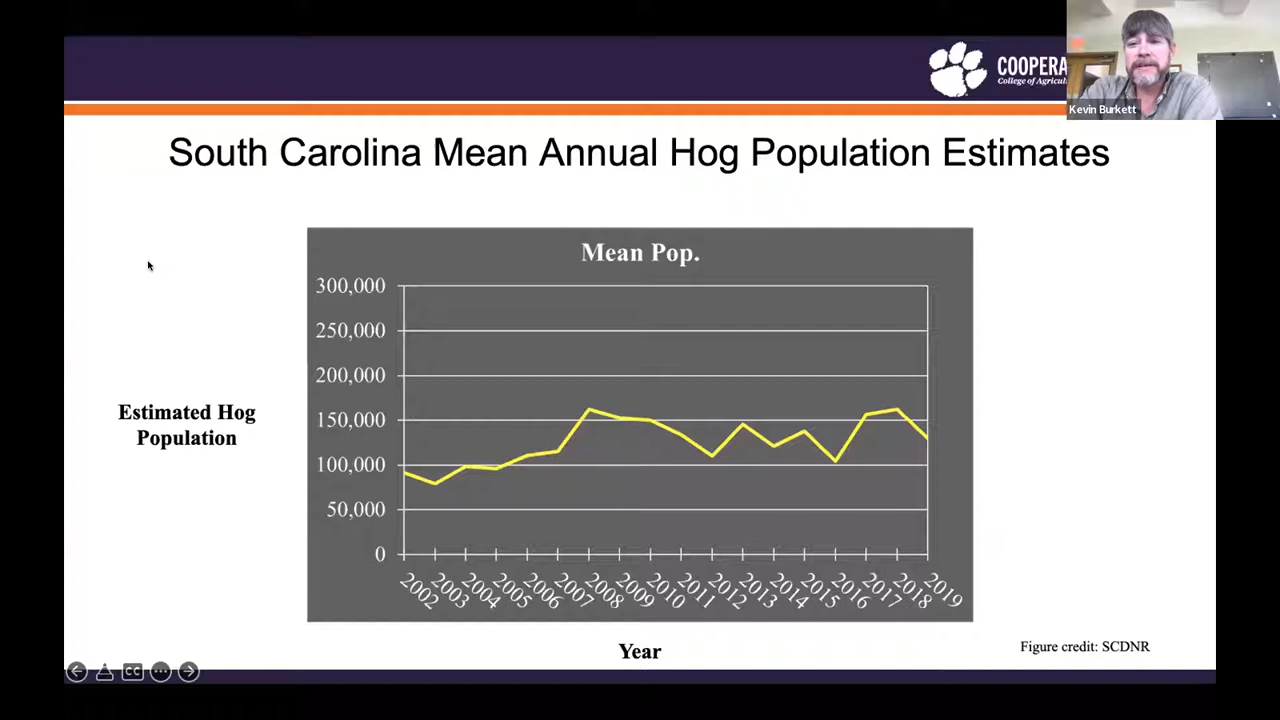 COOPERA
College of Agricul
Kevin Burkett
South Carolina Mean Annual Hog Population Estimates
Mean Pop.
300,000
250,000
200,000
150,000
100,000
50,000
0
Estimated Hog
Population
2002
2003
2004
2005
2006
2007
2008
2009
2010
2011
2012
2013
2014
2015
2016
2017
2018
2019
Year
Figure credit: SCDNR
CC